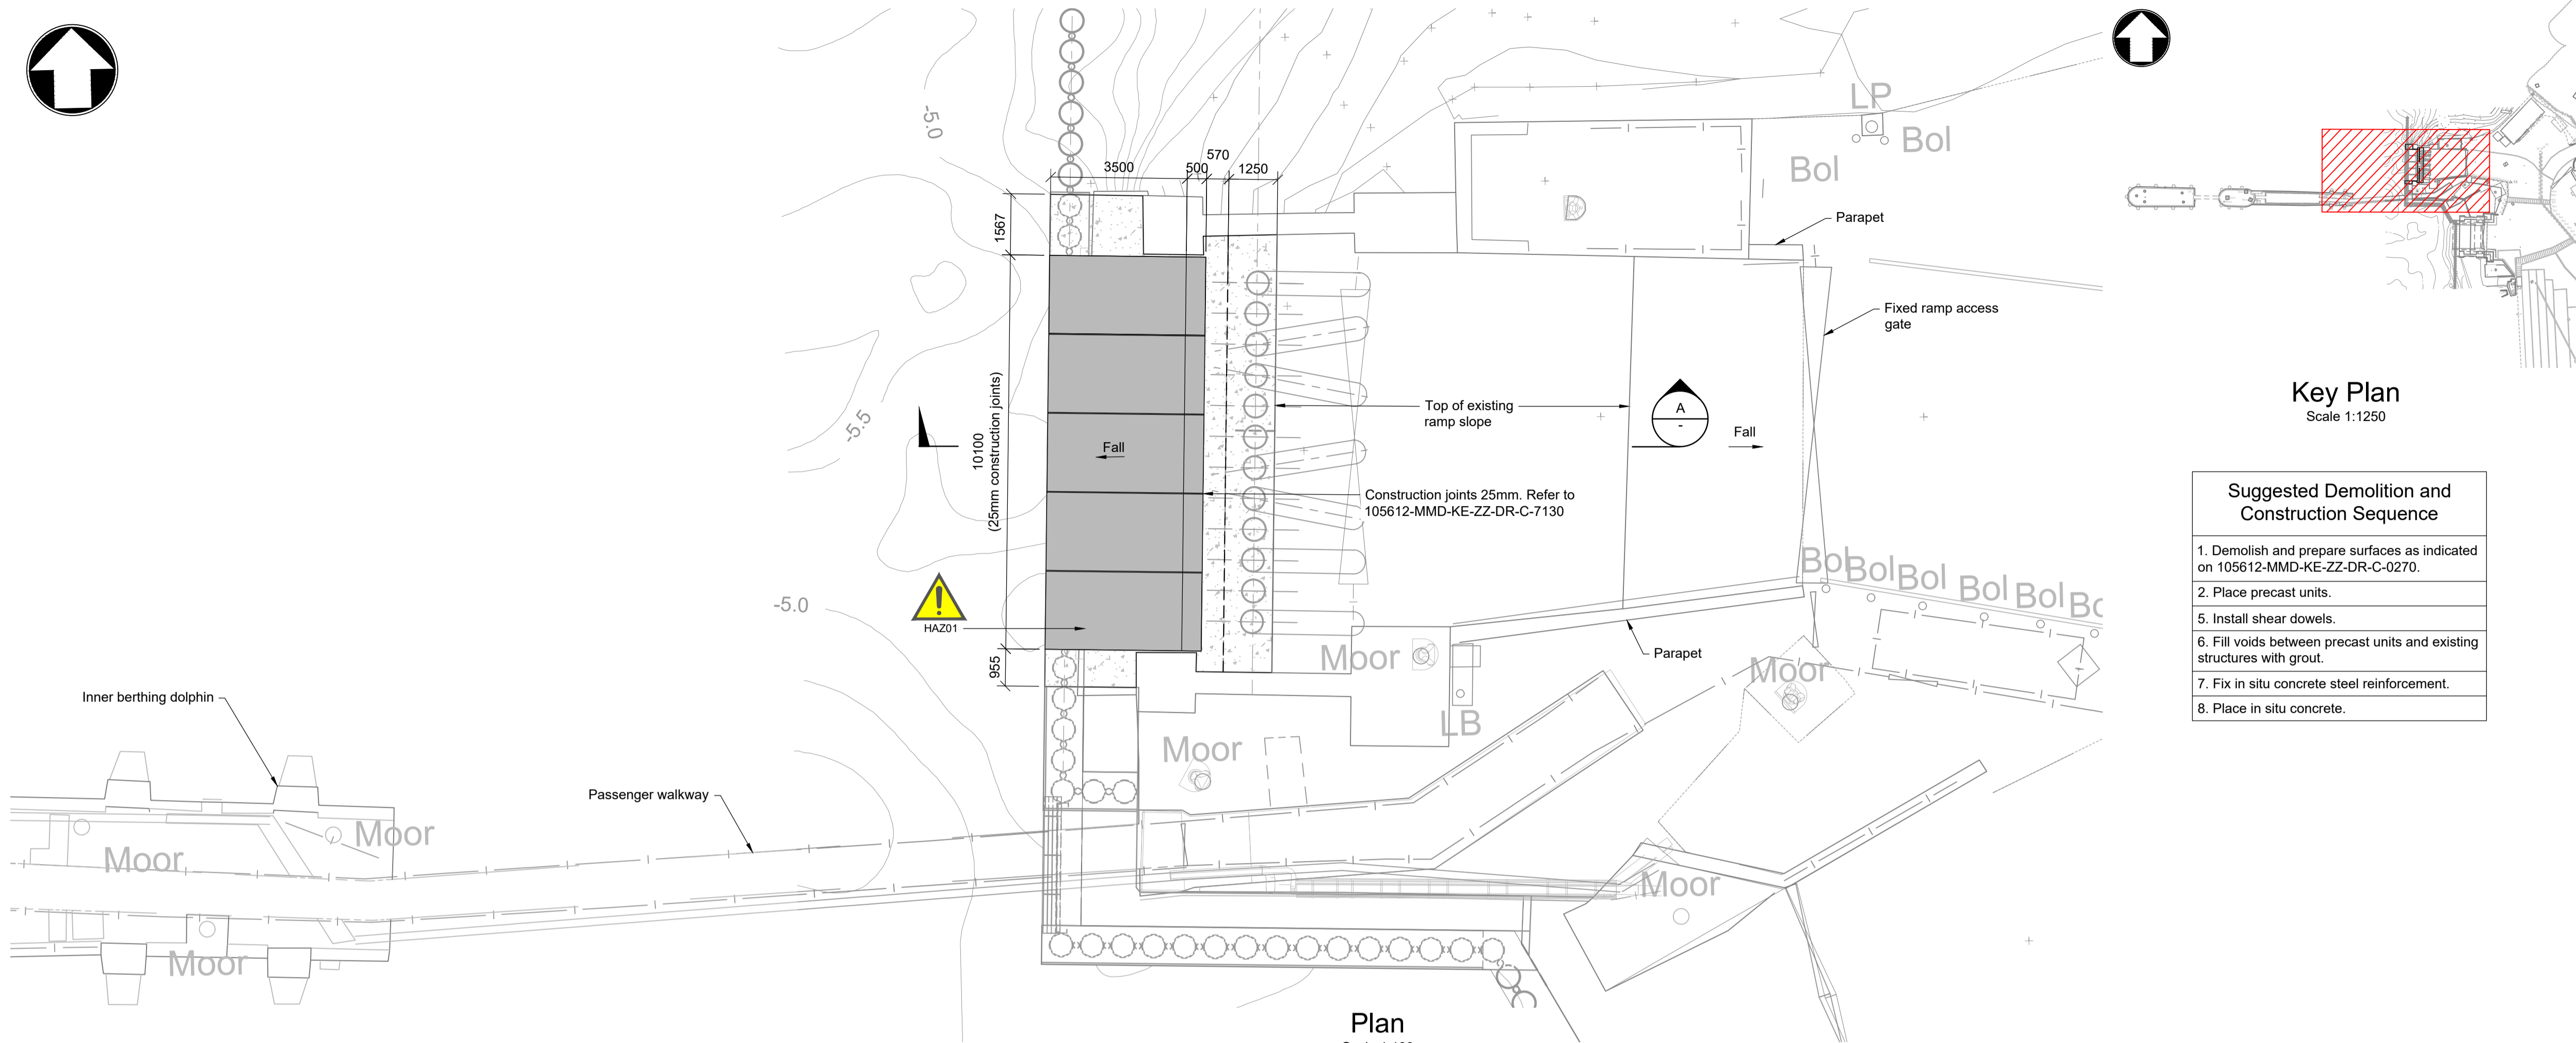 -5.0
LP
Bol
Bol
570
3500
500
1250
1567
Parapet
Fixed ramp access
gate
Top of existing
ramp slope
A
-
Fall
-5.5
10100
(25mm construction joints)
Fall
Construction joints 25mm. Refer to
105612-MMD-KE-ZZ-DR-C-7130
Bol
Bol
Bol
Bol
Bol
-5.0
HAZ01
955
Moor
Parapet
Moor
Inner berthing dolphin
LB
Moor
Passenger walkway
Moor
Moor
Moor
Moor
Plan
Key Plan
Scale 1:1250
Suggested Demolition and
Construction Sequence
1. Demolish and prepare surfaces as indicated
on 105612-MMD-KE-ZZ-DR-C-0270.
2. Place precast units.
5. Install shear dowels.
6. Fill voids between precast units and existing
structures with grout.
7. Fix in situ concrete steel reinforcement.
8. Place in situ concrete.